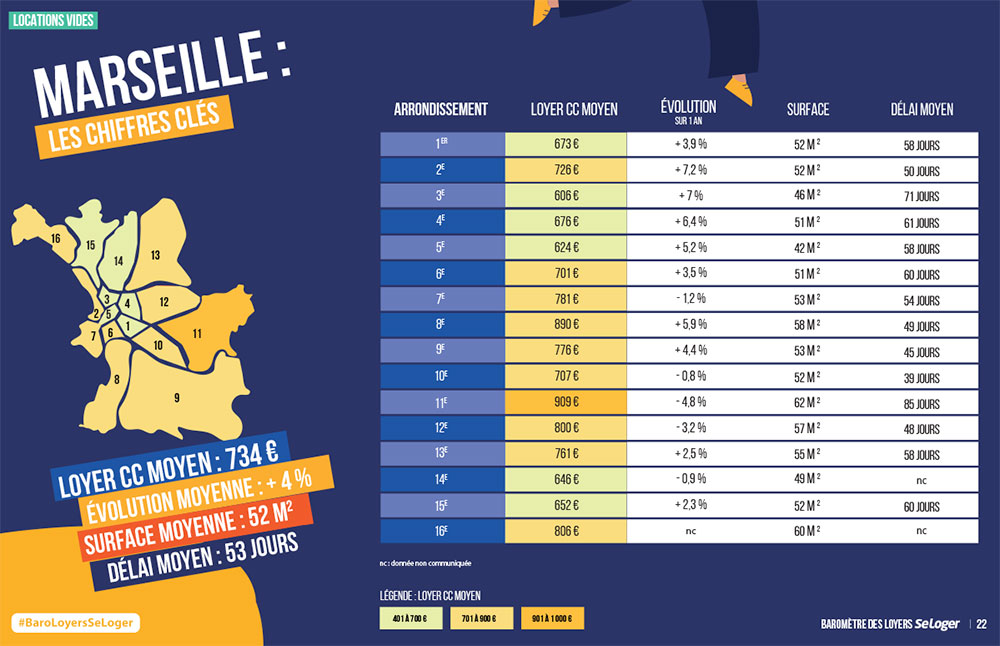 LOCATIONS VIDES
MARSEILLE :
LES CHIFFRES CLÉS
16
15
14
13
3
4
12
2
5
11
7
6
1
10
8
9
LOYER CC MOYEN : 734 €
ÉVOLUTION MOYENNE : + 4 %
SURFACE MOYENNE : 52 M²
DÉLAI MOYEN : 53 JOURS
#BaroLoyersSeLoger
ARRONDISSEMENT LOYER CC MOYEN ÉVOLUTION SURFACE DÉLAI MOYEN
SUR 1 AN
1ER 673 € + 3,9 % 52 M² 58 JOURS
2E 726 € + 7,2 % 52 M² 50 JOURS
3E 606 € + 7 % 46 M² 71 JOURS
4E 676 € + 6,4 % 51 M² 61 JOURS
5E 624 € + 5,2 % 42 M² 58 JOURS
6E 701 € + 3,5 % 51 M² 60 JOURS
7E 781 € - 1,2 % 53 M² 54 JOURS
8E 890 € + 5,9 % 58 M² 49 JOURS
9E 776 € + 4,4 % 53 M² 45 JOURS
10E 707 € - 0,8 % 52 M² 39 JOURS
11E 909 € - 4,8 % 62 M² 85 JOURS
12E 800 € - 3,2 % 57 M² 48 JOURS
13E 761 € + 2,5 % 55 M² 58 JOURS
14E 646 € - 0,9 % 49 M² nc
15E 652 € + 2,3 % 52 M² 60 JOURS
16E 806 € nc 60 M² nc
nc : donnée non communiquée
LÉGENDE : LOYER CC MOYEN
401 À 700 € 701 À 900 € 901 À 1 000 €
BAROMÈTRE DES LOYERS SeLoger | 22